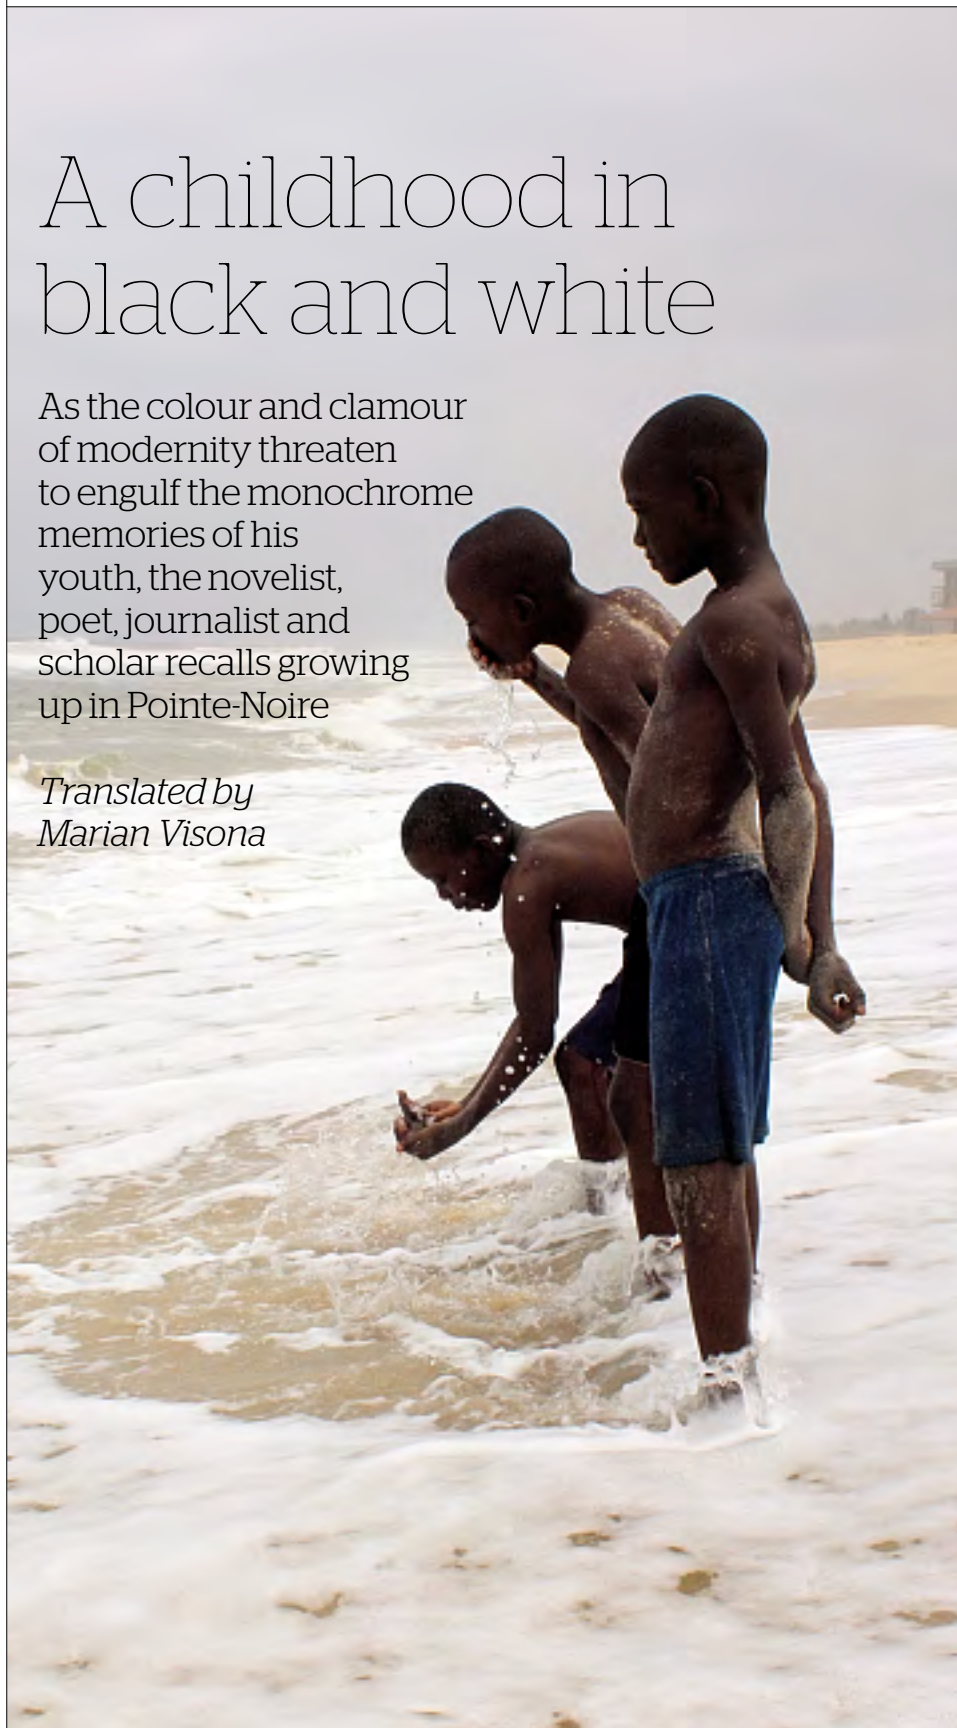 A childhood in
black and white
As the colour and clamour
of modernity threaten
to engulf the monochrome
memories of his
youth, the novelist,
poet, journalist and
scholar recalls growing
up in Pointe-Noire
Translated by
Marian Visona